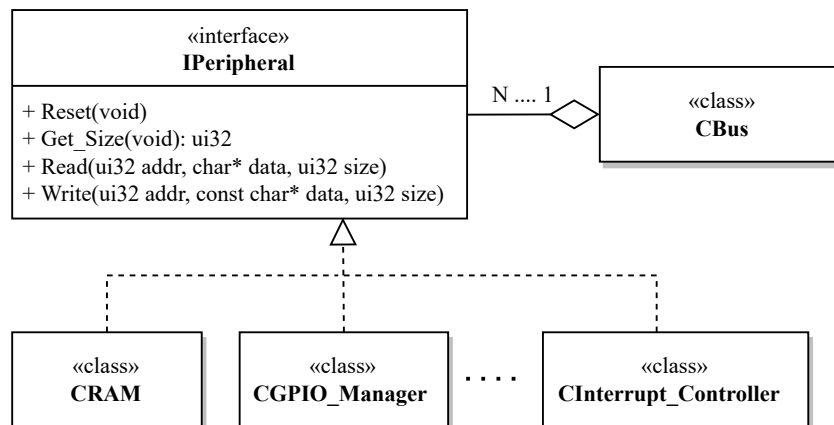 «interface»
IPeripheral
+ Reset(void)
+ Get_Size(void): ui32
+ Read(ui32 addr, char* data, ui32 size)
+ Write(ui32 addr, const char* data, ui32 size)
N .... 1
«class»
CBus
«class»
CRAM
«class»
CGPIO_Manager
. . . .
«class»
CInterrupt_Controller